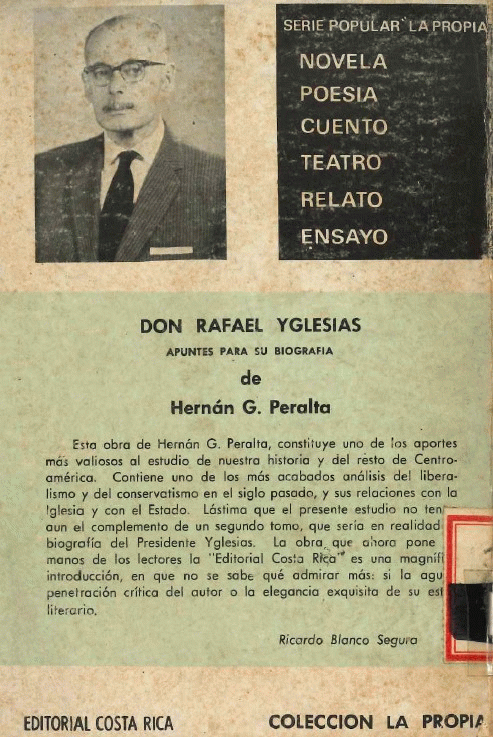 SERIE POPULAR LA PROPIA
NOVELA
POESIA
CUENTO
TEATRO
RELATO
ENSAYO
DON RAFAEL YGLESIAS
APUNTES PARA SU BIOGRAFIA
de
Hernán G. Peralta
Esta obra de Hernán G. Peralta, constituye uno de los aportes
más valiosos al estudio de nuestra historia y del resto de Centro-
américa. Contiene uno de los más acabados análisis del libera-
lismo y del conservatismo en el siglo pasado, y sus relaciones con la
Iglesia y con el Estado. Lástima que el presente estudio no ten
aun el complemento de un segundo tomo, que sería en realidad
biografía del Presidente Yglesias. La obra que ahora pone
manos de los lectores la "Editorial Costa Rica" es una magnífi
introducción, en que no se sabe qué admirar más: si la agu
penetración crítica del autor o la elegancia exquisita de su est
literario.
Ricardo Blanco Segura
EDITORIAL COSTA RICA
COLECCION LA PROPIA